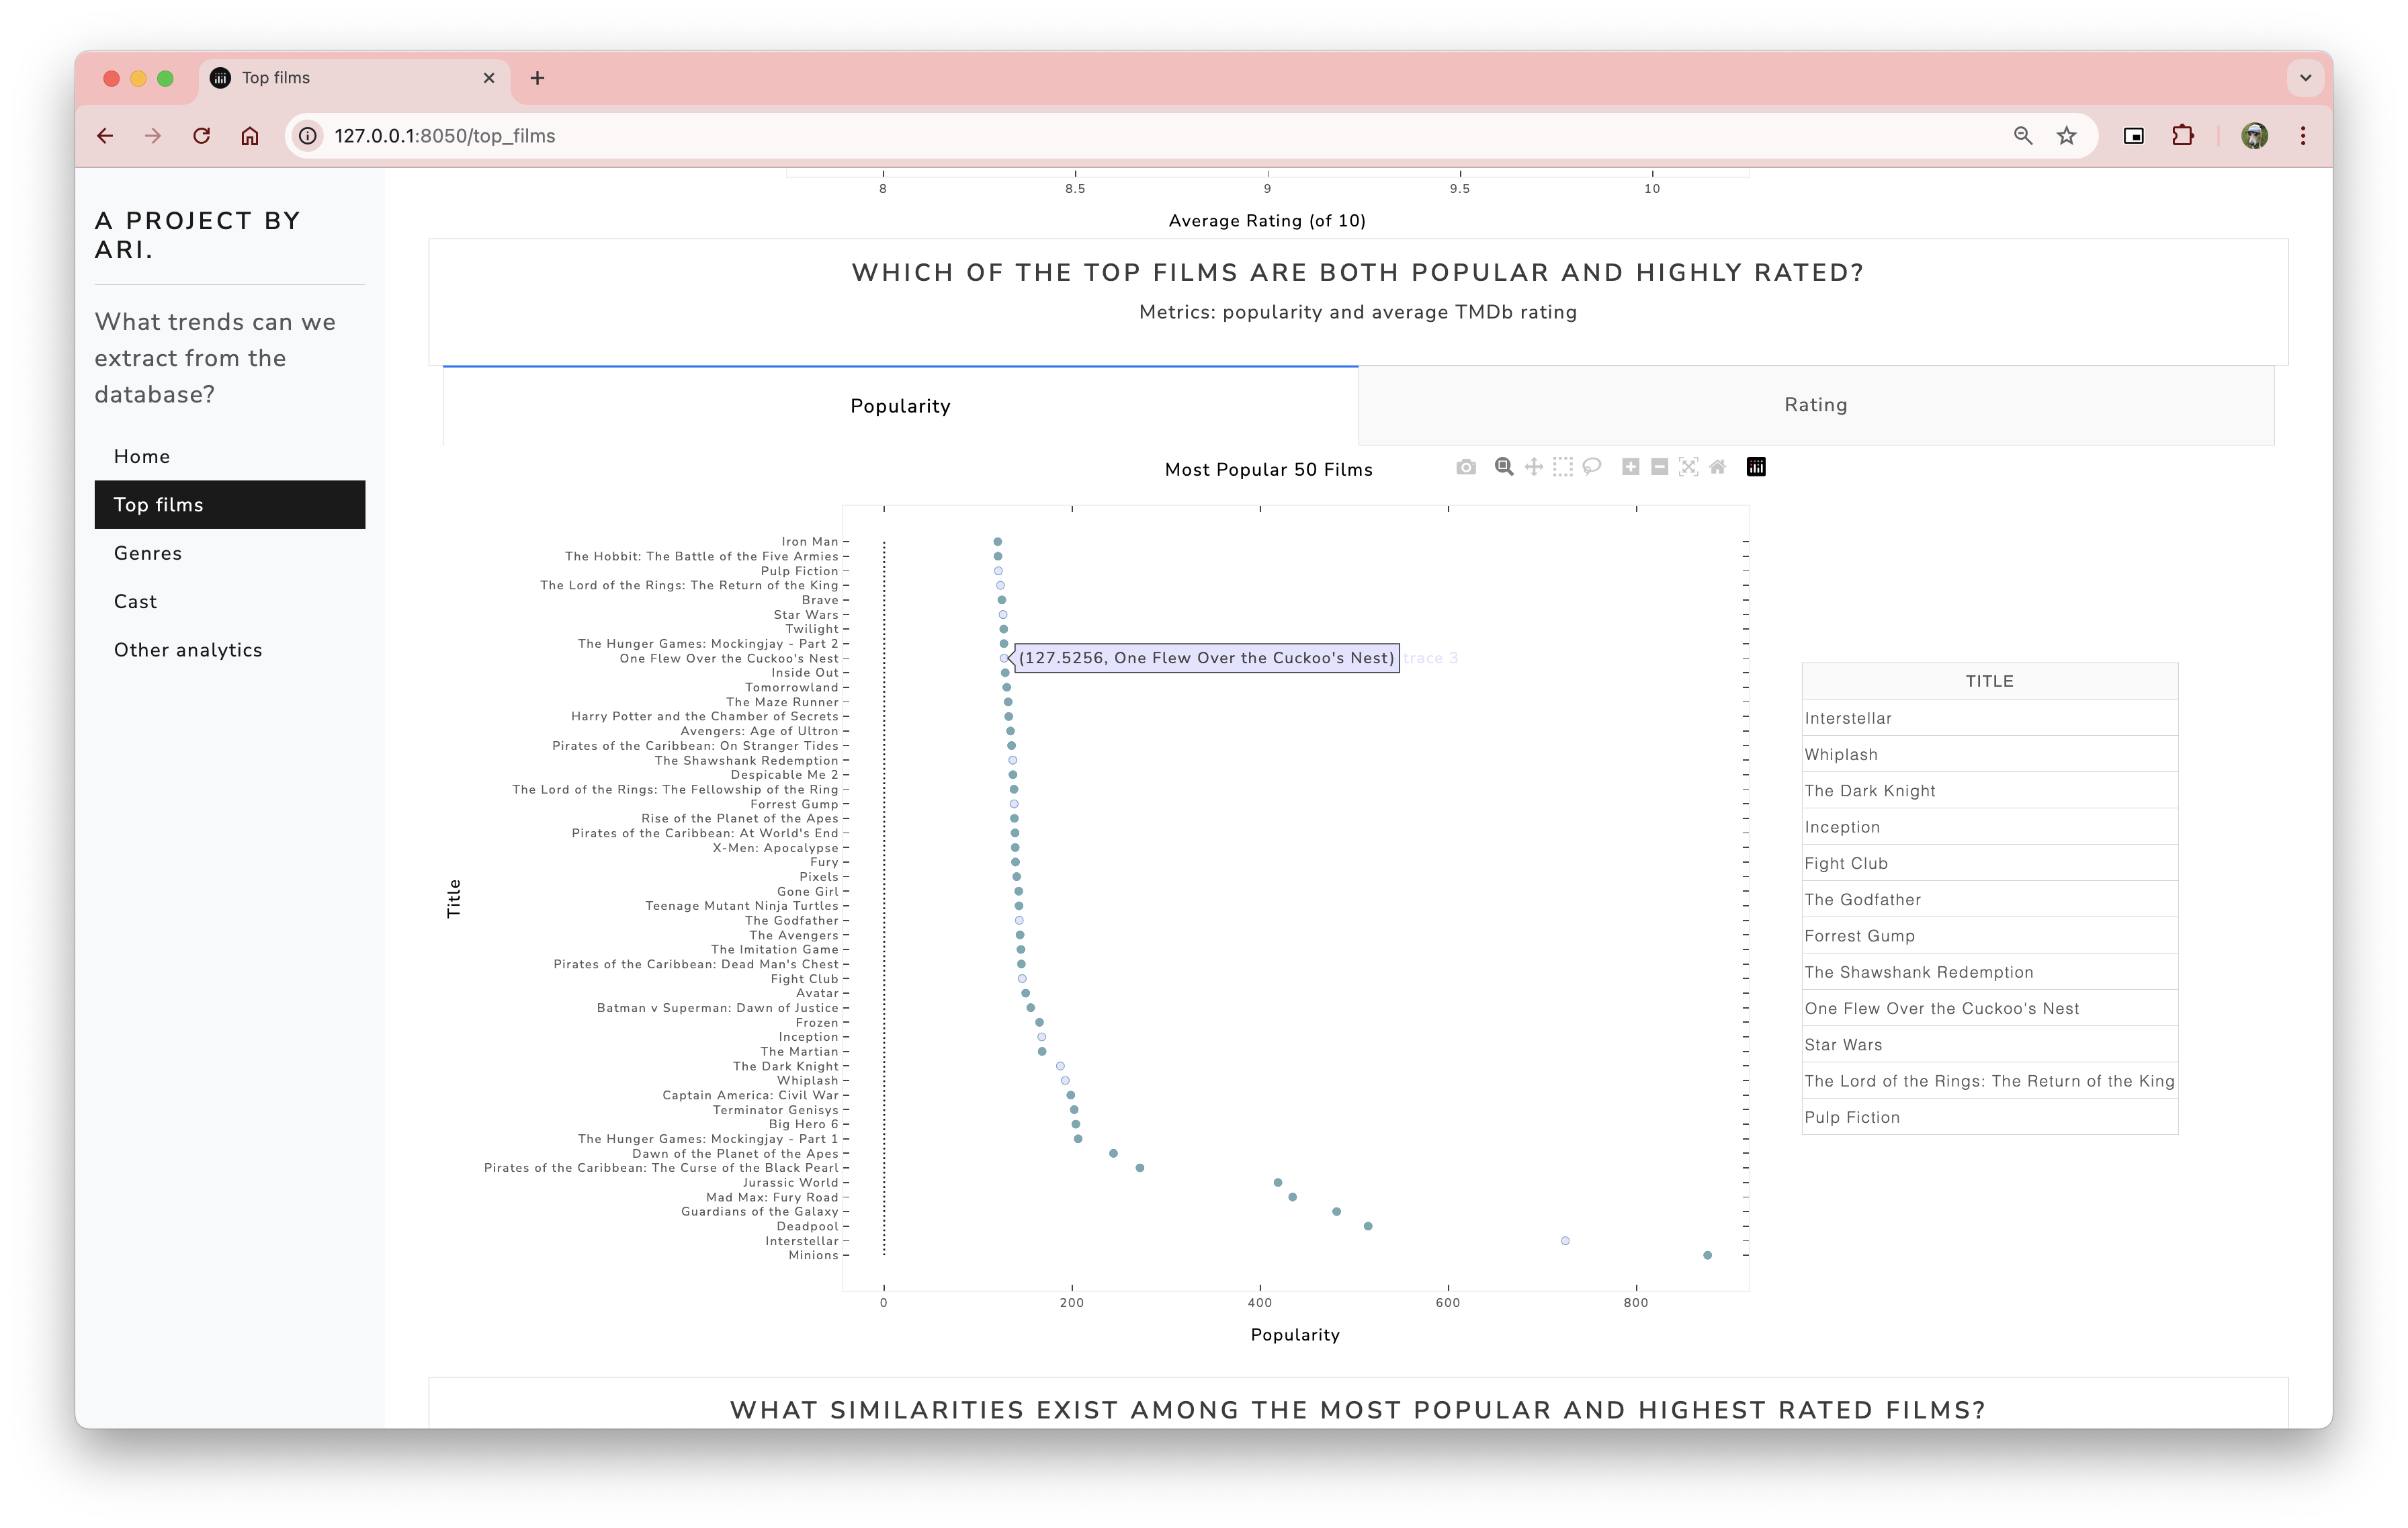 Top films
127.0.0.1:8050/top_films
A PROJECT BY
ARI.
What trends can we
extract from the
database?
Home
Top films
Genres
Cast
Other analytics
8 8.5 9 9.5 10
Average Rating (of 10)
WHICH OF THE TOP FILMS ARE BOTH POPULAR AND HIGHLY RATED?
Metrics: popularity and average TMDb rating
Popularity
Rating
Most Popular 50 Films
Title
Iron Man
The Hobbit: The Battle of the Five Armies
Pulp Fiction
The Lord of the Rings: The Return of the King
Brave
Star Wars
Twilight
The Hunger Games: Mockingjay - Part 2
One Flew Over the Cuckoo's Nest
(127.5256, One Flew Over the Cuckoo's Nest) trace 3
Inside Out
Tomorrowland
The Maze Runner
Harry Potter and the Chamber of Secrets
Avengers: Age of Ultron
Pirates of the Caribbean: On Stranger Tides
The Shawshank Redemption
Despicable Me 2
The Lord of the Rings: The Fellowship of the Ring
Forrest Gump
Rise of the Planet of the Apes
Pirates of the Caribbean: At World's End
X-Men: Apocalypse
Fury
Pixels
Gone Girl
Teenage Mutant Ninja Turtles
The Godfather
The Avengers
The Imitation Game
Pirates of the Caribbean: Dead Man's Chest
Fight Club
Avatar
Batman v Superman: Dawn of Justice
Frozen
Inception
The Martian
The Dark Knight
Whiplash
Captain America: Civil War
Terminator Genisys
Big Hero 6
The Hunger Games: Mockingjay - Part 1
Dawn of the Planet of the Apes
Pirates of the Caribbean: The Curse of the Black Pearl
Jurassic World
Mad Max: Fury Road
Guardians of the Galaxy
Deadpool
Interstellar
Minions
0 200 400 600 800
Popularity
TITLE
Interstellar
Whiplash
The Dark Knight
Inception
Fight Club
The Godfather
Forrest Gump
The Shawshank Redemption
One Flew Over the Cuckoo's Nest
Star Wars
The Lord of the Rings: The Return of the King
Pulp Fiction
WHAT SIMILARITIES EXIST AMONG THE MOST POPULAR AND HIGHEST RATED FILMS?